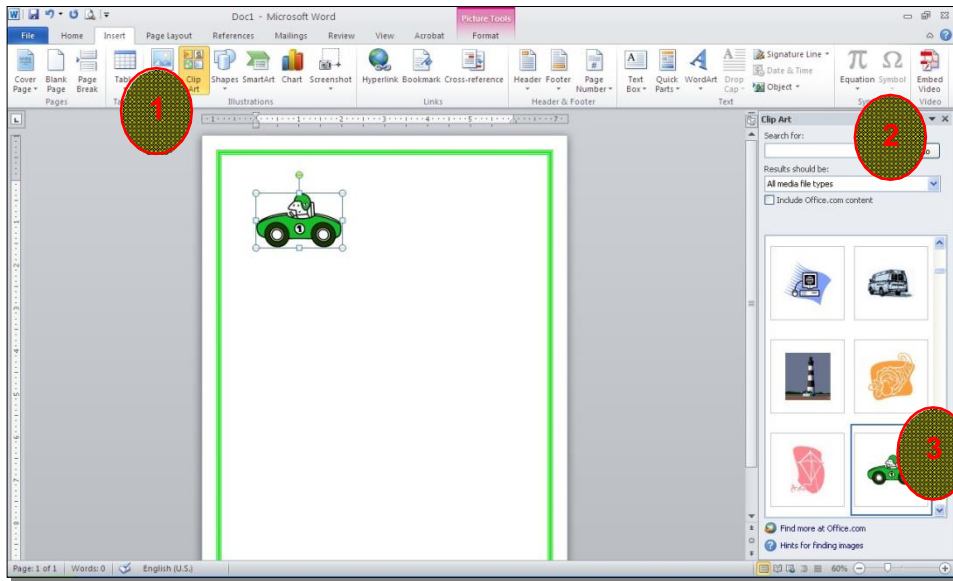 Doc1 - Microsoft Word
Picture Tools
File Home Insert Page Layout References Mailings Review View Acrobat Format
Cover Page Blank Page Page Break Clip Art Shapes SmartArt Chart Screenshot Hyperlink Bookmark Cross-reference Header Footer Page Number Text Box Quick Parts WordArt Drop Cap Signature Line Date & Time Object Equation Symbol Embed Video
Pages Illustrations Links Header & Footer Text Video
1
2
3
Clip Art
Search for:
Results should be:
All media file types
Include Office.com content
1
Find more at Office.com
Hints for finding images
Page: 1 of 1 Words: 0 English (U.S.) 60%